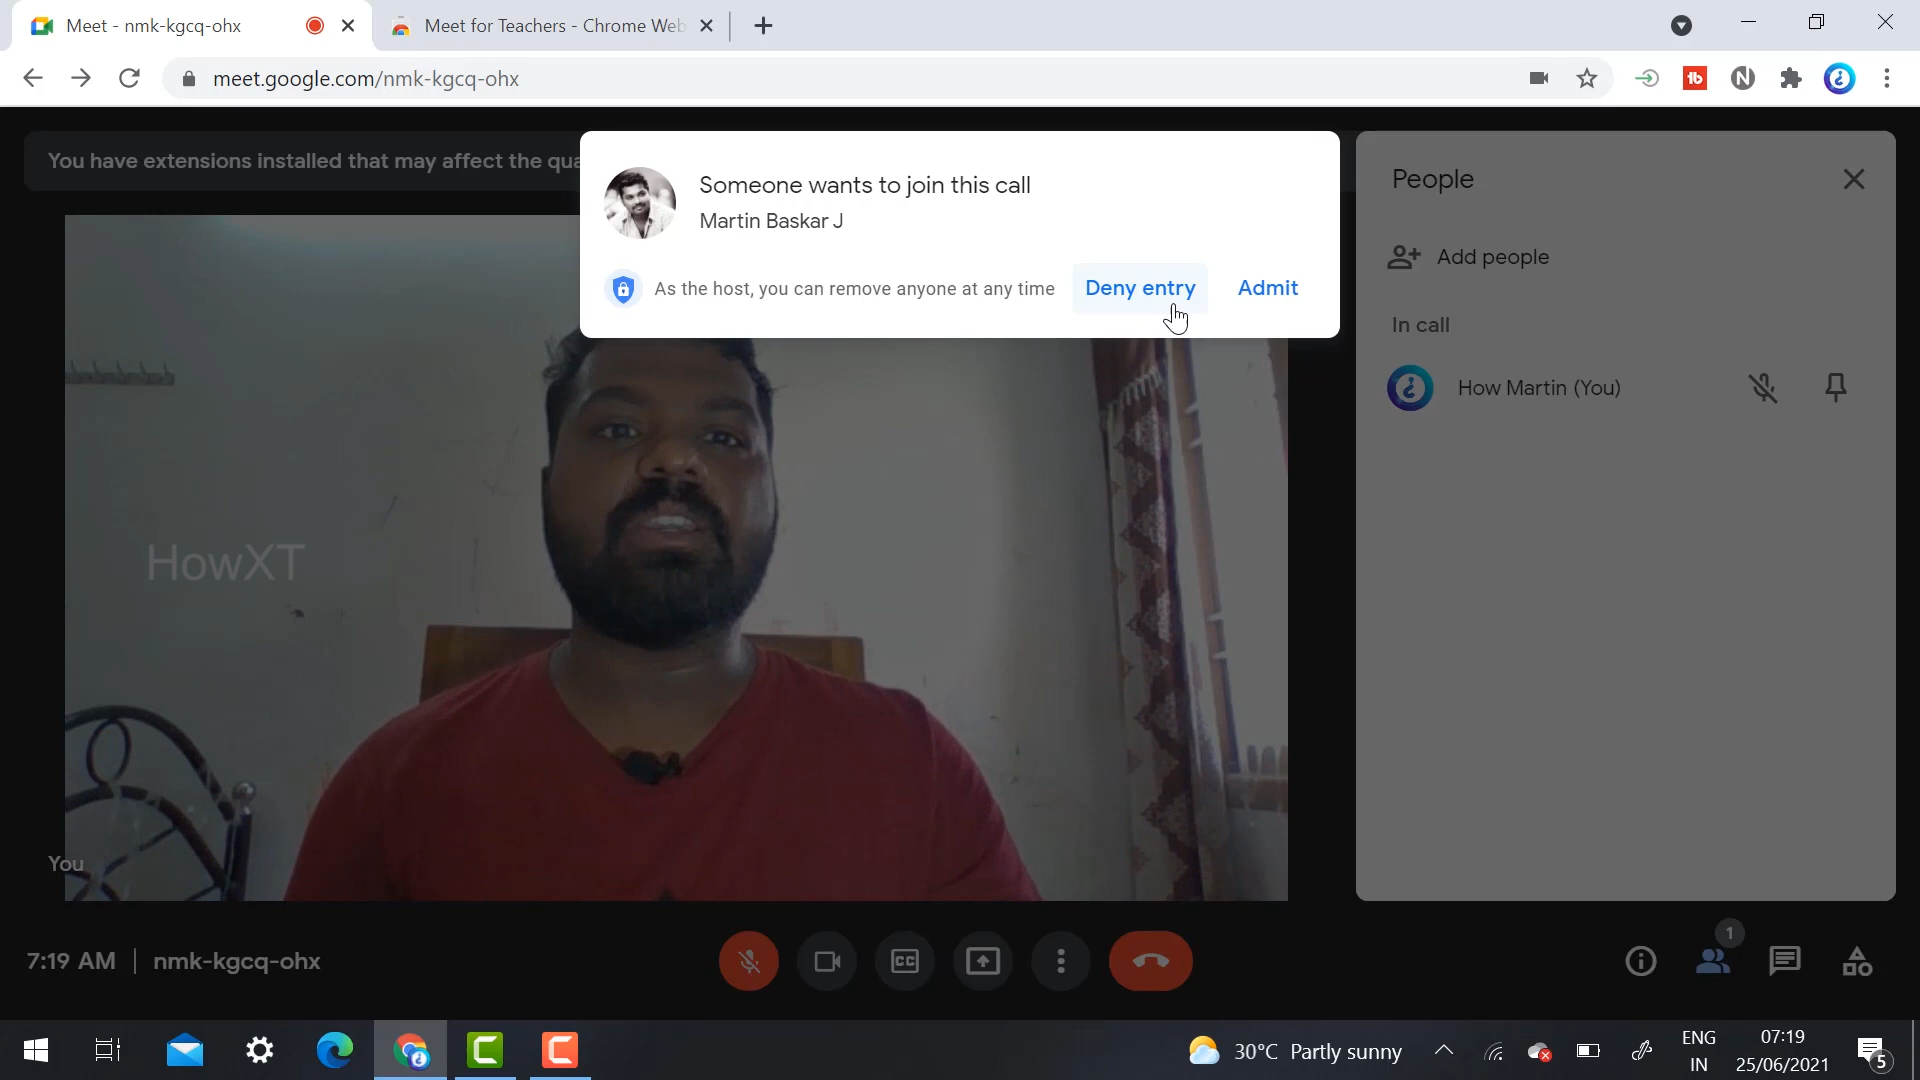 Meet - nmk-kgcq-ohx
Meet for Teachers - Chrome Web
meet.google.com/nmk-kgcq-ohx
You have extensions installed that may affect the qua
Someone wants to join this call
Martin Baskar J
As the host, you can remove anyone at any time
Deny entry
Admit
People
Add people
In call
How Martin (You)
HowXT
You
7:19 AM | nmk-kgcq-ohx
CC
1
30°C Partly sunny
ENG
IN
07:19
25/06/2021
5